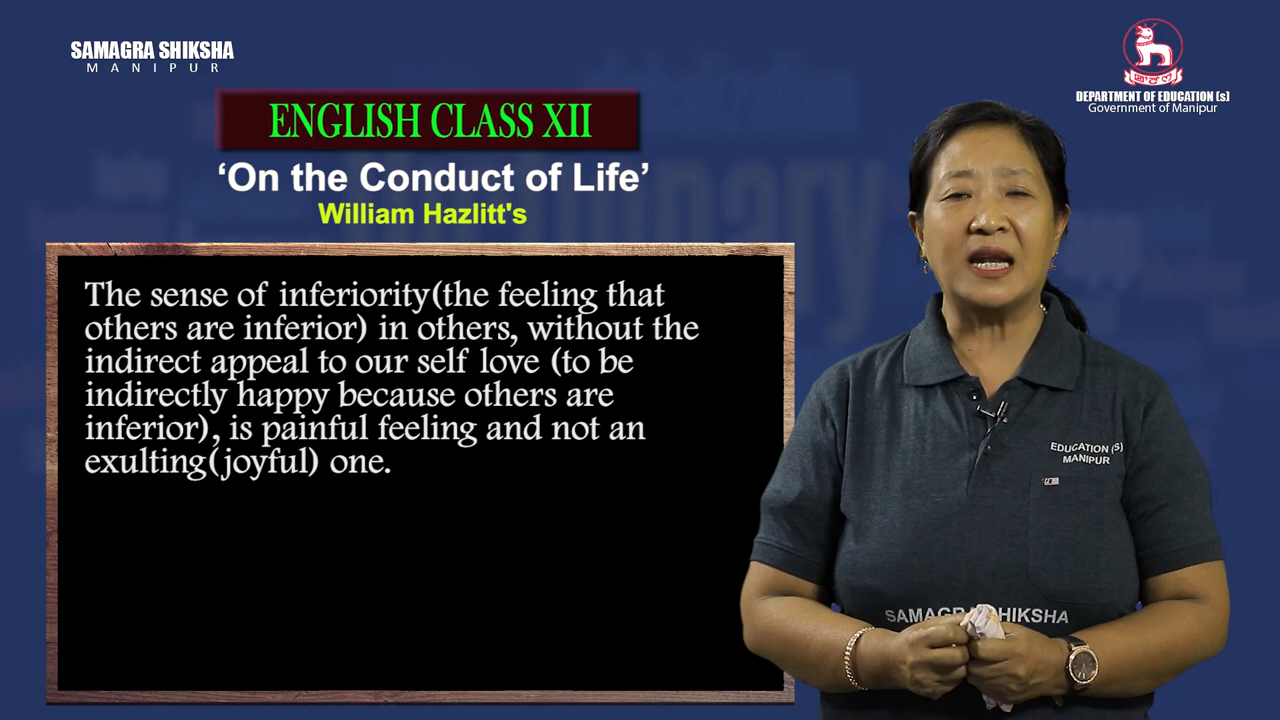 SAMAGRA SHIKSHA
MANIPUR
DEPARTMENT OF EDUCATION (s)
Government of Manipur
ENGLISH CLASS XII
‘On the Conduct of Life’
William Hazlitt's
The sense of inferiority(the feeling that
others are inferior) in others, without the
indirect appeal to our self love (to be
indirectly happy because others are
inferior), is painful feeling and not an
exulting(joyful) one.
EDUCATION (S)
MANIPUR
SAMAGRA SHIKSHA